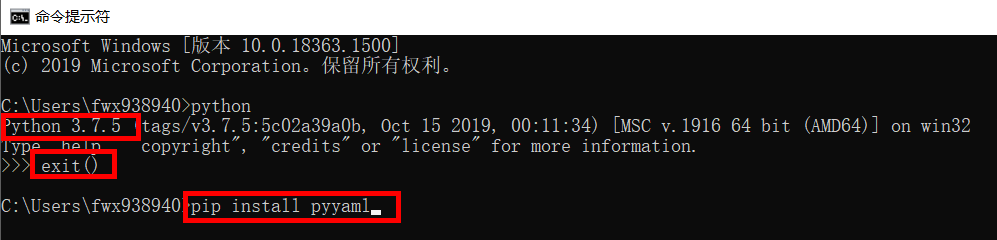 命令提示符
Microsoft Windows [版本 10.0.18363.1500]
(c) 2019 Microsoft Corporation。保留所有权利。
C:\Users\fwx938940>python
Python 3.7.5 (tags/v3.7.5:5c02a39a0b, Oct 15 2019, 00:11:34) [MSC v.1916 64 bit (AMD64)] on win32
Type "help", "copyright", "credits" or "license" for more information.
>>> exit()
C:\Users\fwx938940>pip install pyyaml